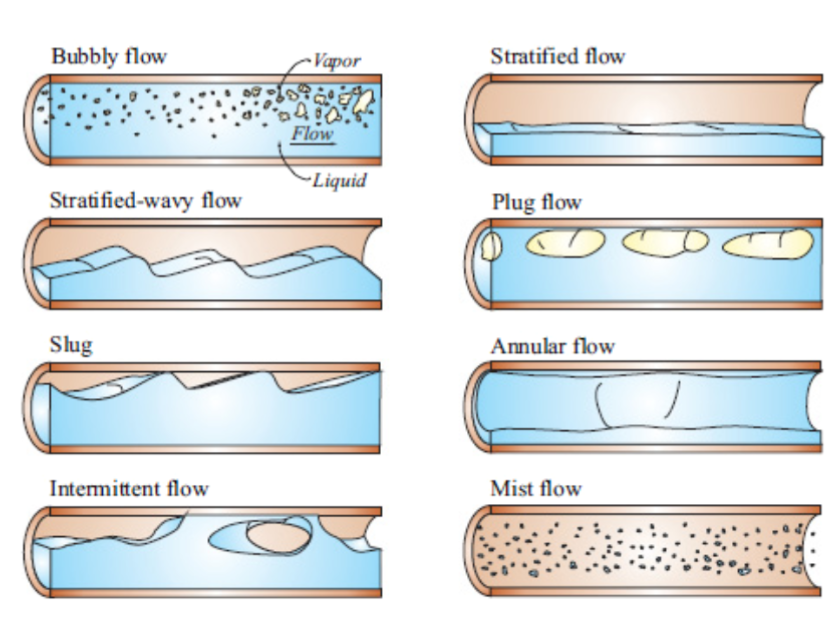 Bubbly flow
Vapor
Flow
Liquid
Stratified flow
Stratified-wavy flow
Plug flow
Slug
Annular flow
Intermittent flow
Mist flow